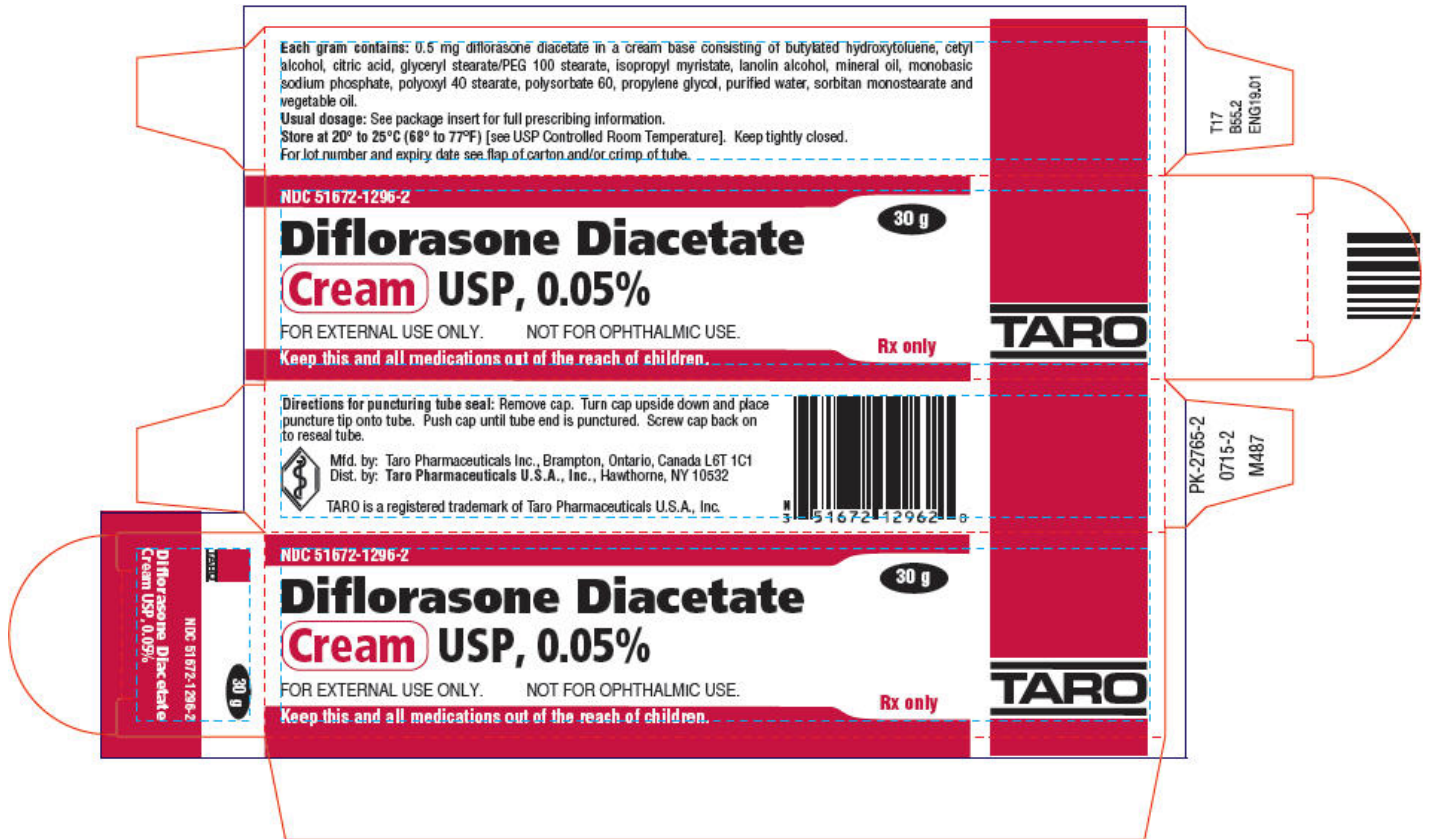 Each gram contains: 0.5 mg diflorasone diacetate in a cream base consisting of butylated hydroxytoluene, cetyl
alcohol, citric acid, glyceryl stearate/PEG 100 stearate, isopropyl myristate, lanolin alcohol, mineral oil, monobasic
sodium phosphate, polyoxyl 40 stearate, polysorbate 60, propylene glycol, purified water, sorbitan monostearate and
vegetable oil.
Usual dosage: See package insert for full prescribing information.
Store at 20° to 25°C (68° to 77°F) [see USP Controlled Room Temperature]. Keep tightly closed.
For lot number and expiry date see flap of carton and/or crimp of tube.
T17
B55.2
ENG19.01
NDC 51672-1296-2
30 g
Diflorasone Diacetate
Cream USP, 0.05%
FOR EXTERNAL USE ONLY. NOT FOR OPHTHALMIC USE.
Rx only
Keep this and all medications out of the reach of children.
TARO
Directions for puncturing tube seal: Remove cap. Turn cap upside down and place
puncture tip onto tube. Push cap until tube end is punctured. Screw cap back on
to reseal tube.
Mfd. by: Taro Pharmaceuticals Inc., Brampton, Ontario, Canada L6T 1C1
Dist. by: Taro Pharmaceuticals U.S.A., Inc., Hawthorne, NY 10532
TARO is a registered trademark of Taro Pharmaceuticals U.S.A., Inc.
N
3 51672 12962 0
PK-2765-2
0715-2
M487
NDC 51672-1296-2
30 g
Diflorasone Diacetate
Cream USP, 0.05%
FOR EXTERNAL USE ONLY. NOT FOR OPHTHALMIC USE.
Rx only
Keep this and all medications out of the reach of children.
TARO
TARO
30 g
NDC 51672-1296-2
Diflorasone Diacetate
Cream USP, 0.05%